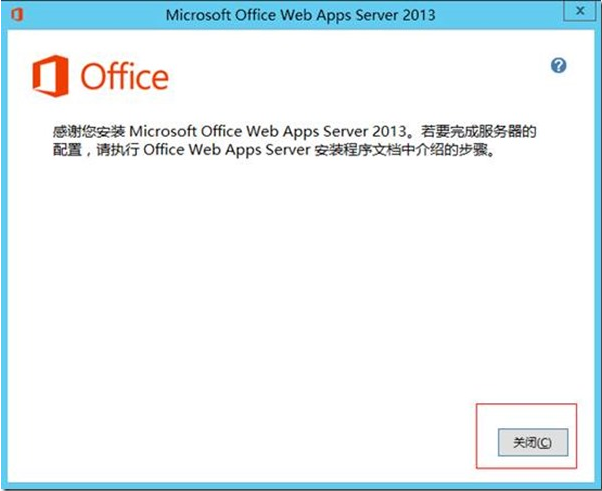 Microsoft Office Web Apps Server 2013
Office
感谢您安装 Microsoft Office Web Apps Server 2013。若要完成服务器的
配置，请执行 Office Web Apps Server 安装程序文档中介绍的步骤。
关闭(C)